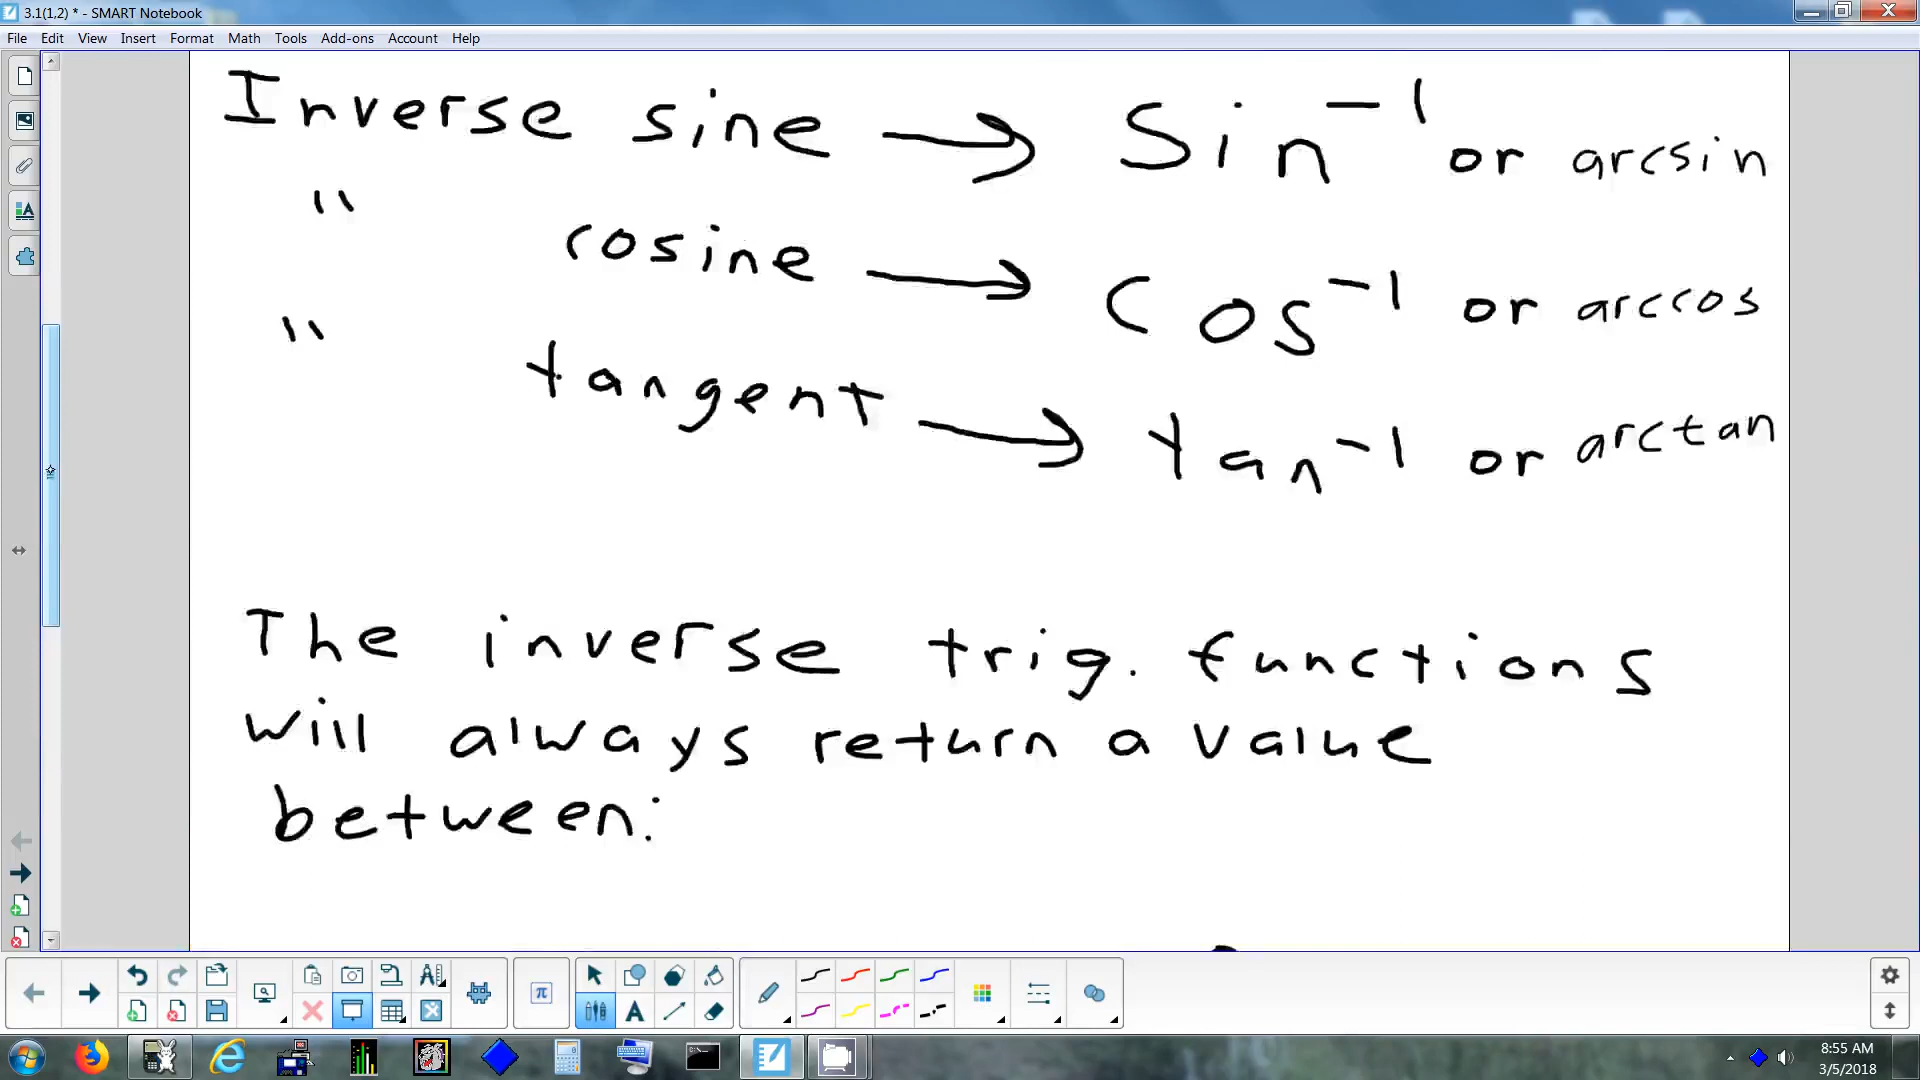 3.1(1,2) * - SMART Notebook
File Edit View Insert Format Math Tools Add-ons Account Help
Inverse sine → Sin⁻¹ or arcsin
" cosine → Cos⁻¹ or arccos
" tangent → tan⁻¹ or arctan
The inverse trig. functions
will always return a value
between:
8:55 AM
3/5/2018